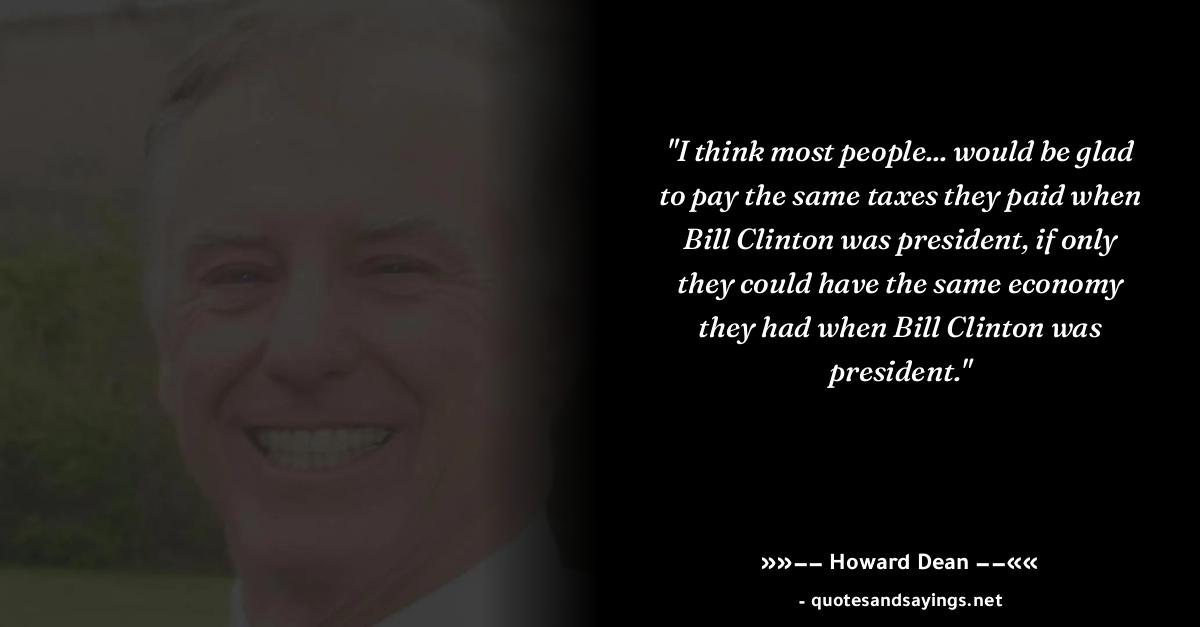 "I think most people... would be glad
to pay the same taxes they paid when
Bill Clinton was president, if only
they could have the same economy
they had when Bill Clinton was
president."
»»–– Howard Dean ––««
- quotesandsayings.net